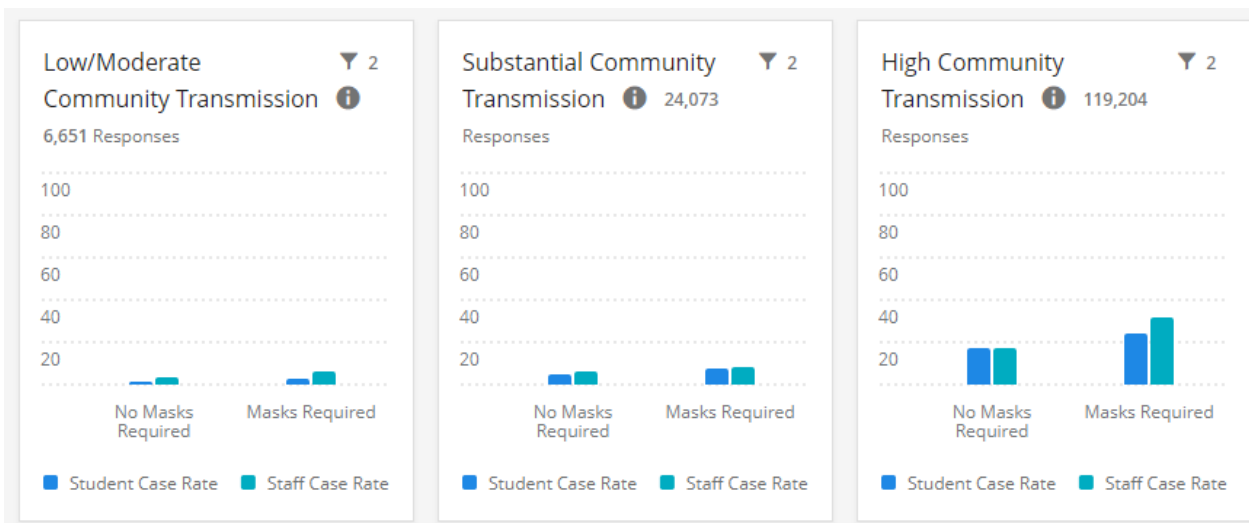 Low/Moderate 2
Community Transmission
6,651 Responses
100
80
60
40
20
No Masks
Required
Masks Required
Student Case Rate Staff Case Rate
Substantial Community 2
Transmission 24,073
Responses
100
80
60
40
20
No Masks
Required
Masks Required
Student Case Rate Staff Case Rate
High Community 2
Transmission 119,204
Responses
100
80
60
40
20
No Masks
Required
Masks Required
Student Case Rate Staff Case Rate